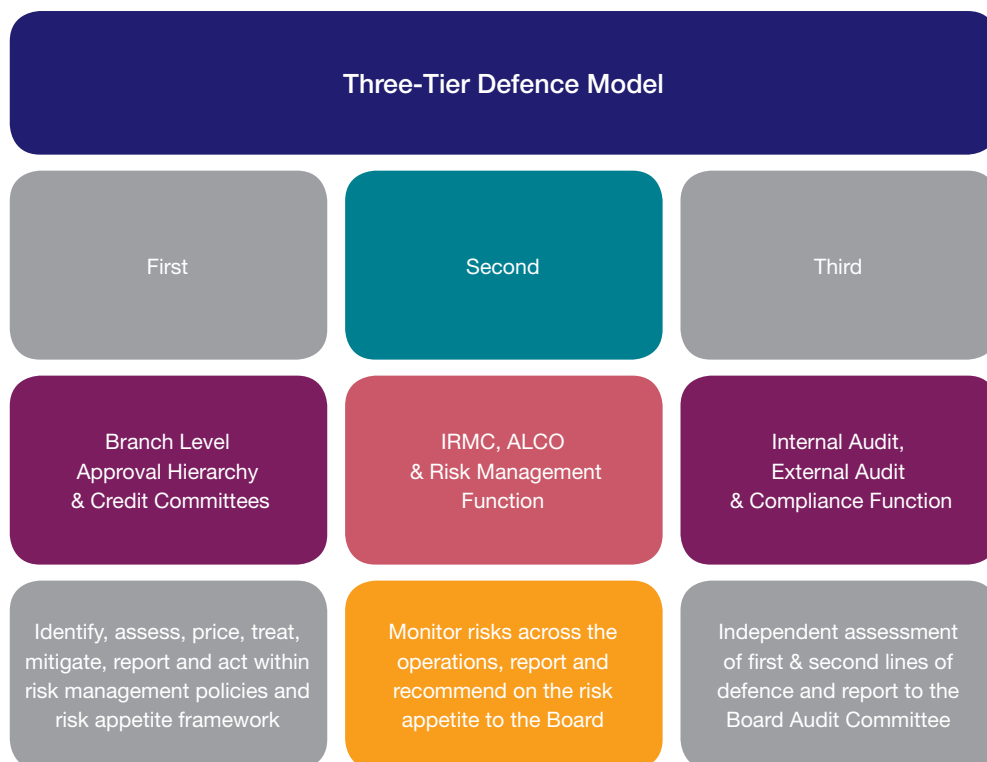 Three-Tier Defence Model
First
Second
Third
Branch Level
Approval Hierarchy
& Credit Committees
IRMC, ALCO
& Risk Management
Function
Internal Audit,
External Audit
& Compliance Function
Identify, assess, price, treat,
mitigate, report and act within
risk management policies and
risk appetite framework
Monitor risks across the
operations, report and
recommend on the risk
appetite to the Board
Independent assessment
of first & second lines of
defence and report to the
Board Audit Committee